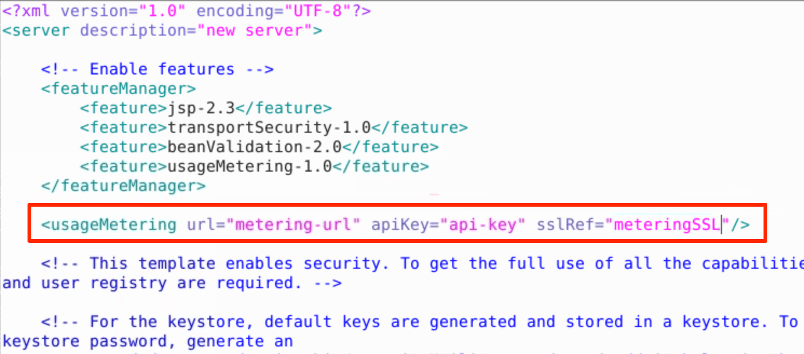 <?xml version="1.0" encoding="UTF-8"?>
<server description="new server">
<!-- Enable features -->
<featureManager>
<feature>jsp-2.3</feature>
<feature>transportSecurity-1.0</feature>
<feature>beanValidation-2.0</feature>
<feature>usageMetering-1.0</feature>
</featureManager>
<usageMetering url="metering-url" apiKey="api-key" sslRef="meteringSSL"/>
<!-- This template enables security. To get the full use of all the capabilitie
and user registry are required. -->
<!-- For the keystore, default keys are generated and stored in a keystore. To
keystore password, generate an